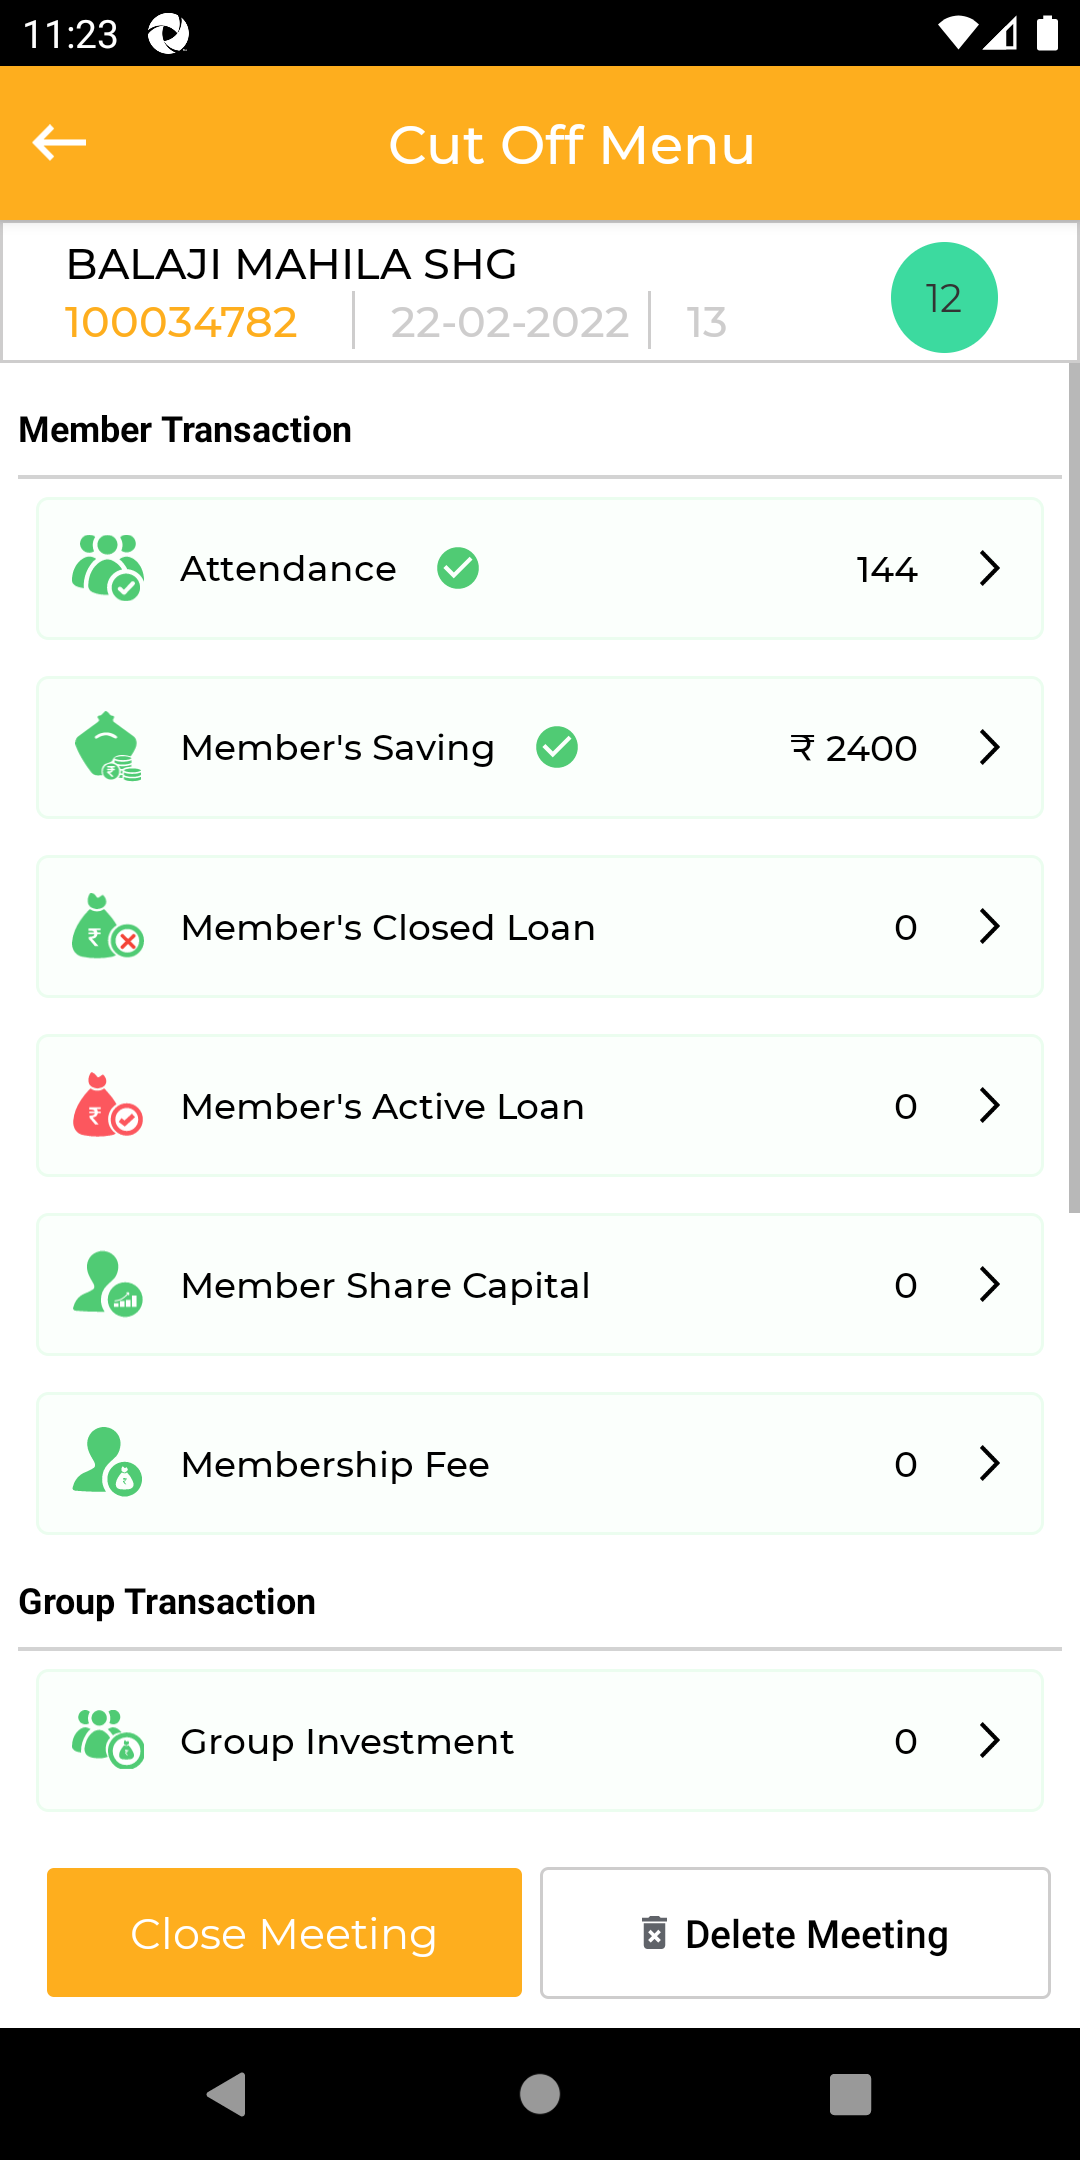 11:23
Cut Off Menu
BALAJI MAHILA SHG
100034782 22-02-2022 13
12
Member Transaction
Attendance 144
Member's Saving ₹ 2400
Member's Closed Loan 0
Member's Active Loan 0
Member Share Capital 0
Membership Fee 0
Group Transaction
Group Investment 0
Close Meeting Delete Meeting